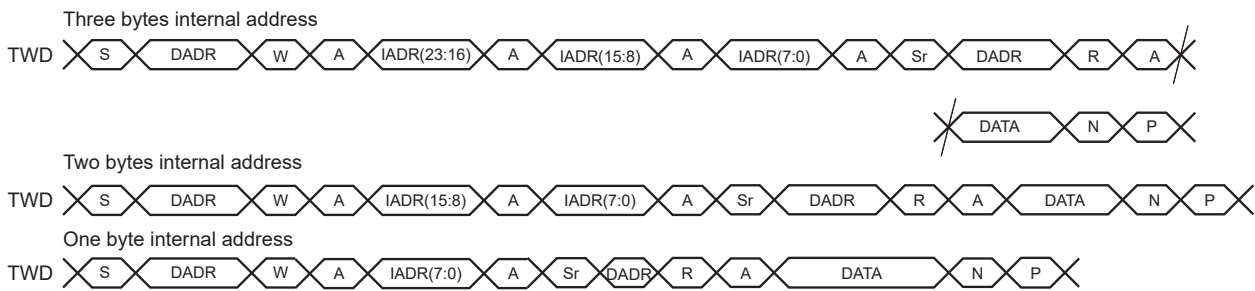 Three bytes internal address
TWD S DADR W A IADR(23:16) A IADR(15:8) A IADR(7:0) A Sr DADR R A
DATA N P
Two bytes internal address
TWD S DADR W A IADR(15:8) A IADR(7:0) A Sr DADR R A DATA N P
One byte internal address
TWD S DADR W A IADR(7:0) A Sr DADR R A DATA N P